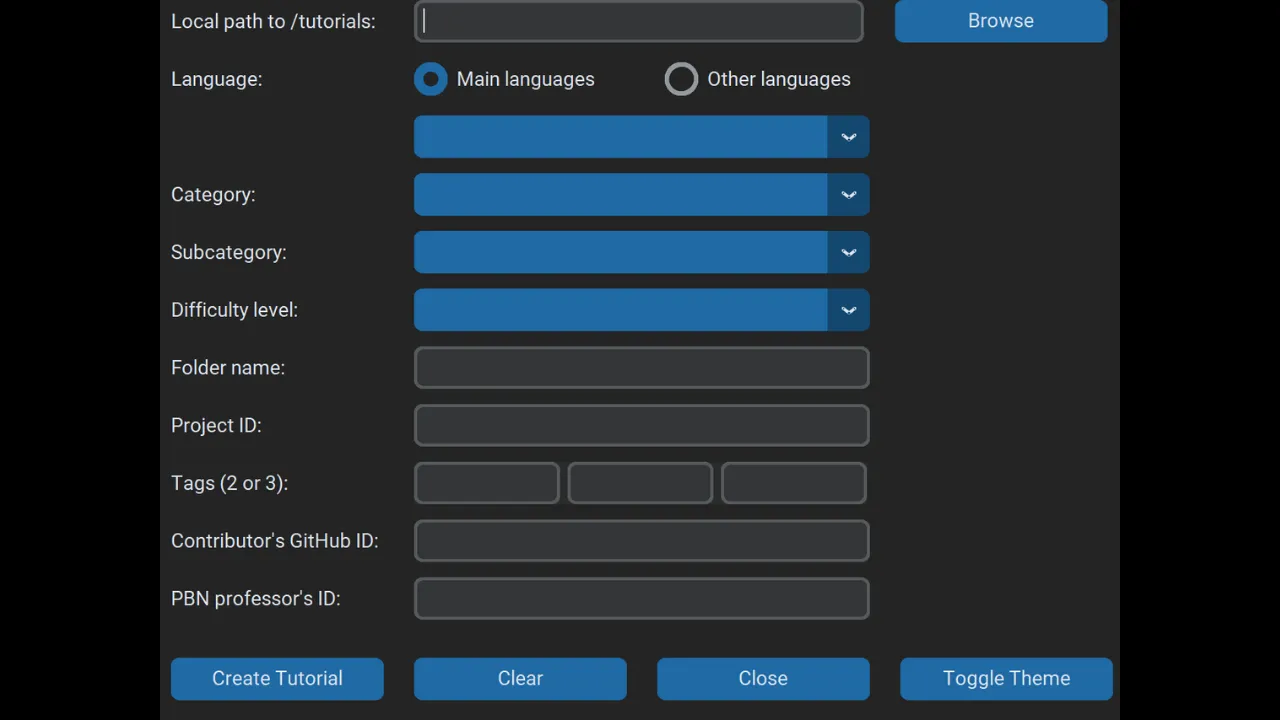 Local path to /tutorials: Browse
Language: Main languages Other languages
Category:
Subcategory:
Difficulty level:
Folder name:
Project ID:
Tags (2 or 3):
Contributor's GitHub ID:
PBN professor's ID:
Create Tutorial Clear Close Toggle Theme